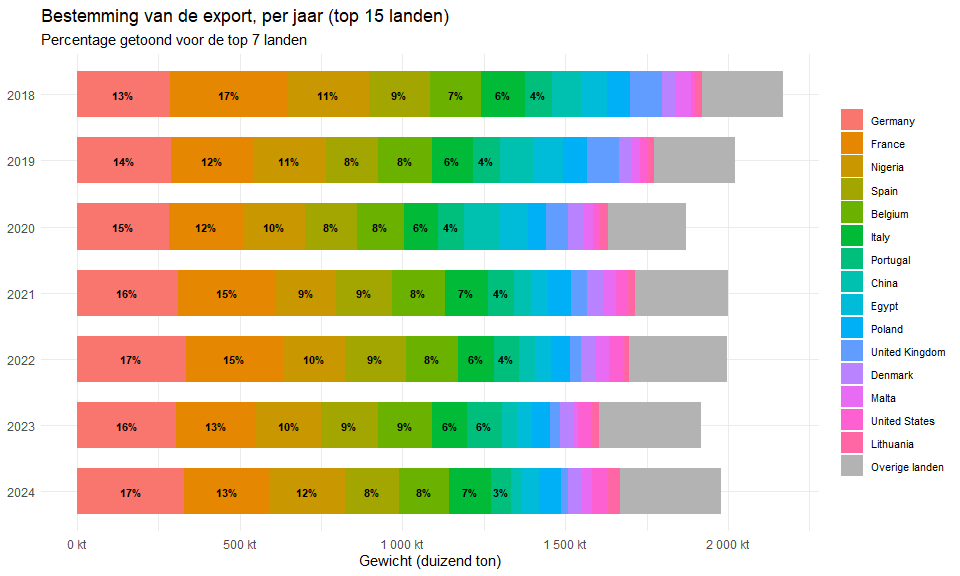 Bestemming van de export, per jaar (top 15 landen)
Percentage getoond voor de top 7 landen
2018
13% 17% 11% 9% 7% 6% 4%
2019
14% 12% 11% 8% 8% 6% 4%
2020
15% 12% 10% 8% 8% 6% 4%
2021
16% 15% 9% 9% 8% 7% 4%
2022
17% 15% 10% 9% 8% 6% 4%
2023
16% 13% 10% 9% 9% 6% 6%
2024
17% 13% 12% 8% 8% 7% 3%
0 kt 500 kt 1 000 kt 1 500 kt 2 000 kt
Gewicht (duizend ton)
Germany
France
Nigeria
Spain
Belgium
Italy
Portugal
China
Egypt
Poland
United Kingdom
Denmark
Malta
United States
Lithuania
Overige landen